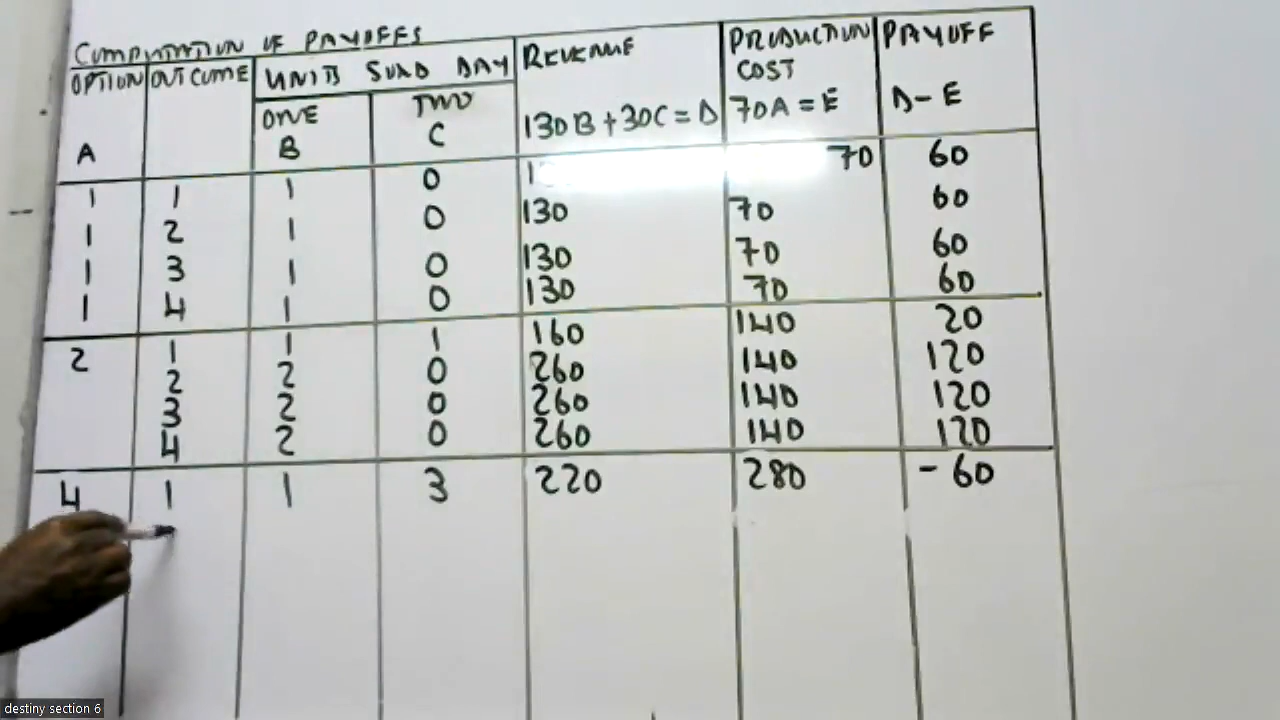 COMPUTATION OF PAYOFFS
OPTION OUTCOME UNITS SOLD DAY REVENUE PRODUCTION COST PAYOFF
ONE TWO
A B C 130B + 30C = D 70A = E D - E
1 1 1 0 1 70 60
1 2 1 0 130 70 60
1 3 1 0 130 70 60
1 4 1 0 130 70 60
2 1 1 1 160 140 20
2 2 0 260 140 120
3 2 0 260 140 120
4 2 0 260 140 120
4 1 1 3 220 280 - 60
destiny section 6